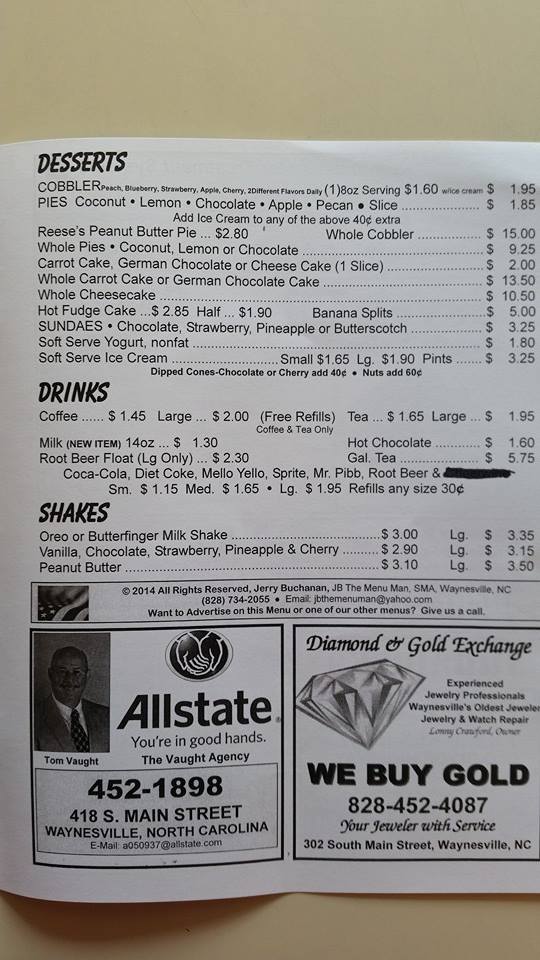 DESSERTS
COBBLER Peach, Blueberry, Strawberry, Apple, Cherry, 2Different Flavors Daily (1)8oz Serving $1.60 w/ice cream $ 1.95
PIES Coconut • Lemon • Chocolate • Apple • Pecan • Slice .................. $ 1.85
Add Ice Cream to any of the above 40¢ extra
Reese's Peanut Butter Pie ... $2.80 Whole Cobbler .............. $ 15.00
Whole Pies • Coconut, Lemon or Chocolate ........................................ $ 9.25
Carrot Cake, German Chocolate or Cheese Cake (1 Slice) ..................... $ 2.00
Whole Carrot Cake or German Chocolate Cake ................................... $ 13.50
Whole Cheesecake .................................................................... $ 10.50
Hot Fudge Cake ...$ 2.85 Half ... $1.90 Banana Splits .................... $ 5.00
SUNDAES • Chocolate, Strawberry, Pineapple or Butterscotch ................ $ 3.25
Soft Serve Yogurt, nonfat ............................................................ $ 1.80
Soft Serve Ice Cream ........................Small $1.65 Lg. $1.90 Pints ...... $ 3.25
Dipped Cones-Chocolate or Cherry add 40¢ • Nuts add 60¢
DRINKS
Coffee ...... $ 1.45 Large ... $ 2.00 (Free Refills) Tea ... $ 1.65 Large ... $ 1.95
Coffee & Tea Only
Milk (NEW ITEM) 14oz ... $ 1.30 Hot Chocolate .......... $ 1.60
Root Beer Float (Lg Only) ... $ 2.30 Gal. Tea .................... $ 5.75
Coca-Cola, Diet Coke, Mello Yello, Sprite, Mr. Pibb, Root Beer &
Sm. $ 1.15 Med. $ 1.65 • Lg. $ 1.95 Refills any size 30¢
SHAKES
Oreo or Butterfinger Milk Shake ...................................$ 3.00 Lg. $ 3.35
Vanilla, Chocolate, Strawberry, Pineapple & Cherry .........$ 2.90 Lg. $ 3.15
Peanut Butter ............................................................$ 3.10 Lg. $ 3.50
© 2014 All Rights Reserved, Jerry Buchanan, JB The Menu Man, SMA, Waynesville, NC
(828) 734-2055 • Email: jbthemenuman@yahoo.com
Want to Advertise on this Menu or one of our other menus? Give us a call.
Tom Vaught
Allstate®
You're in good hands.
The Vaught Agency
452-1898
418 S. MAIN STREET
WAYNESVILLE, NORTH CAROLINA
E-Mail: a050937@allstate.com
Diamond & Gold Exchange
Experienced
Jewelry Professionals
Waynesville's Oldest Jeweler
Jewelry & Watch Repair
Lonny Crawford, Owner
WE BUY GOLD
828-452-4087
Your Jeweler with Service
302 South Main Street, Waynesville, NC